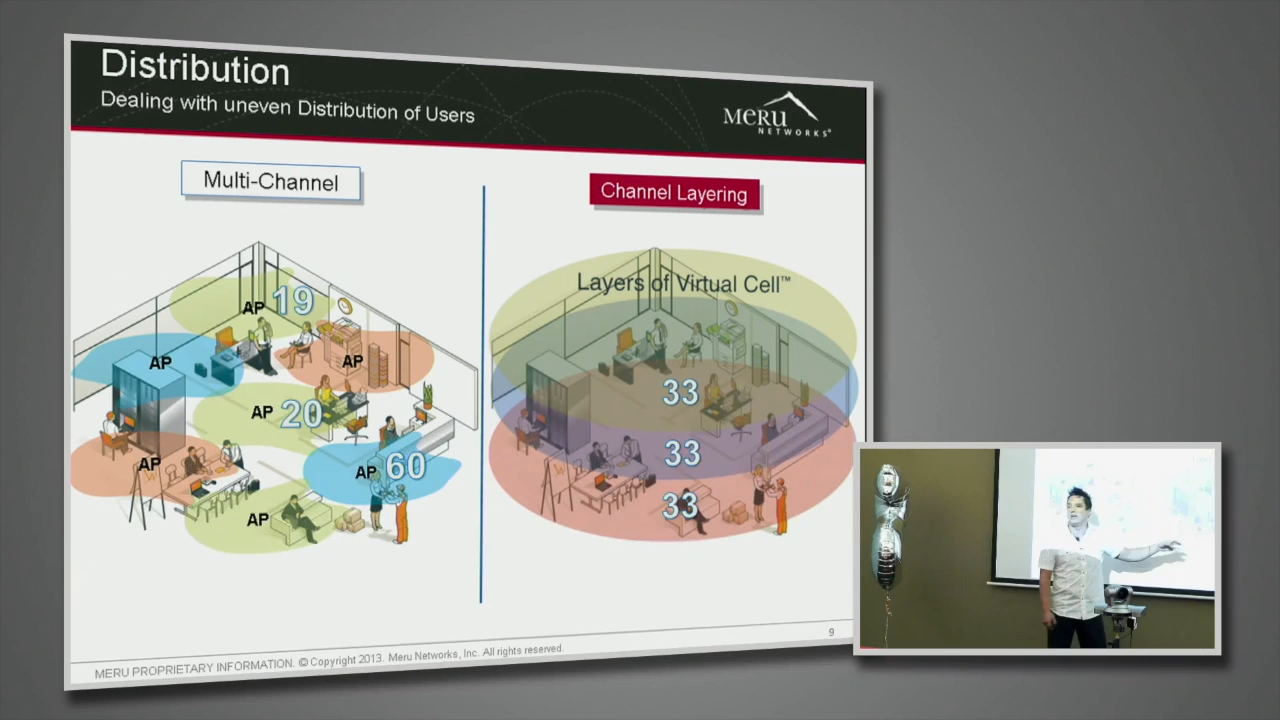 Distribution
Dealing with uneven Distribution of Users
MERU
NETWORKS®
Multi-Channel
Channel Layering
Layers of Virtual Cell™
AP 19
AP
AP
AP 20
AP
AP 60
AP
33
33
33
9
MERU PROPRIETARY INFORMATION. © Copyright 2013. Meru Networks, Inc. All rights reserved.